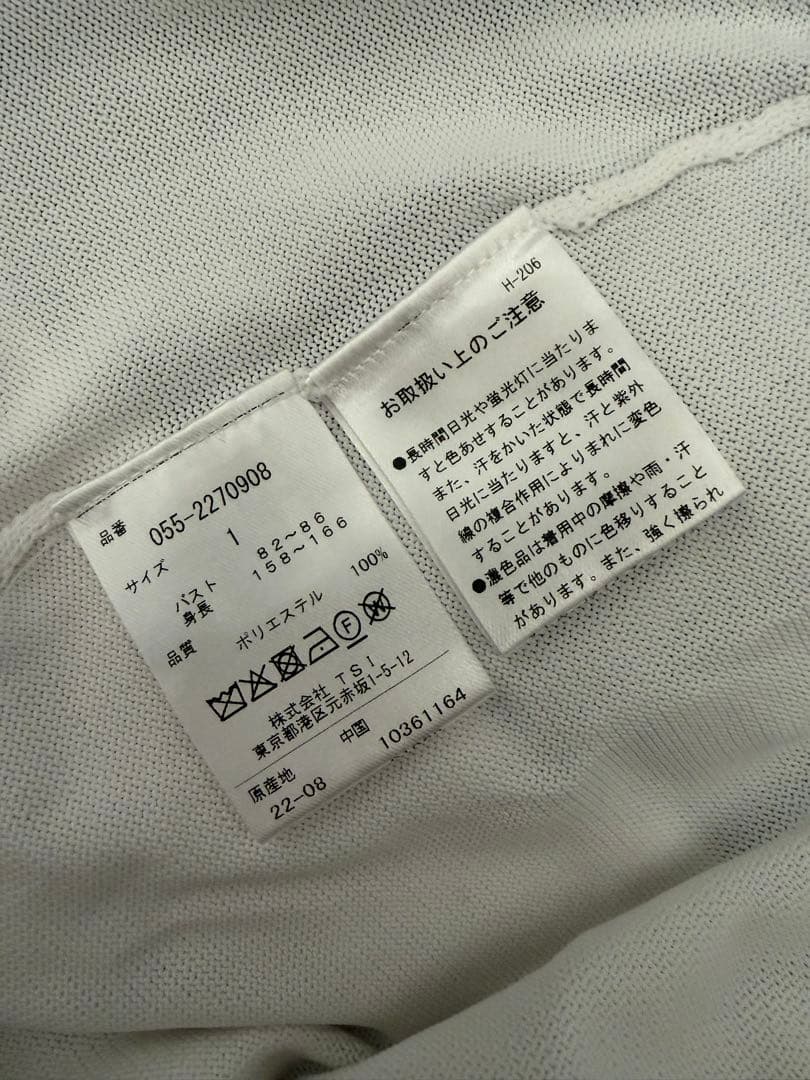 品番 055-2270908
サイズ 1
バスト 82～86
身長 158～166
品質 ポリエステル 100%
F W
株式会社 TSI
東京都港区元赤坂1-5-12
原産地 中国
22-08 10361164
H-206
お取扱い上のご注意
●長時間日光や蛍光灯に当たりま
すと色あせすることがあります。
また、汗をかいた状態で長時間
日光に当たりますと、汗と紫外
線の複合作用によりまれに変色
することがあります。
●濃色品は着用中の摩擦や雨・汗
等で他のものに色移りすること
があります。また、強く擦られ